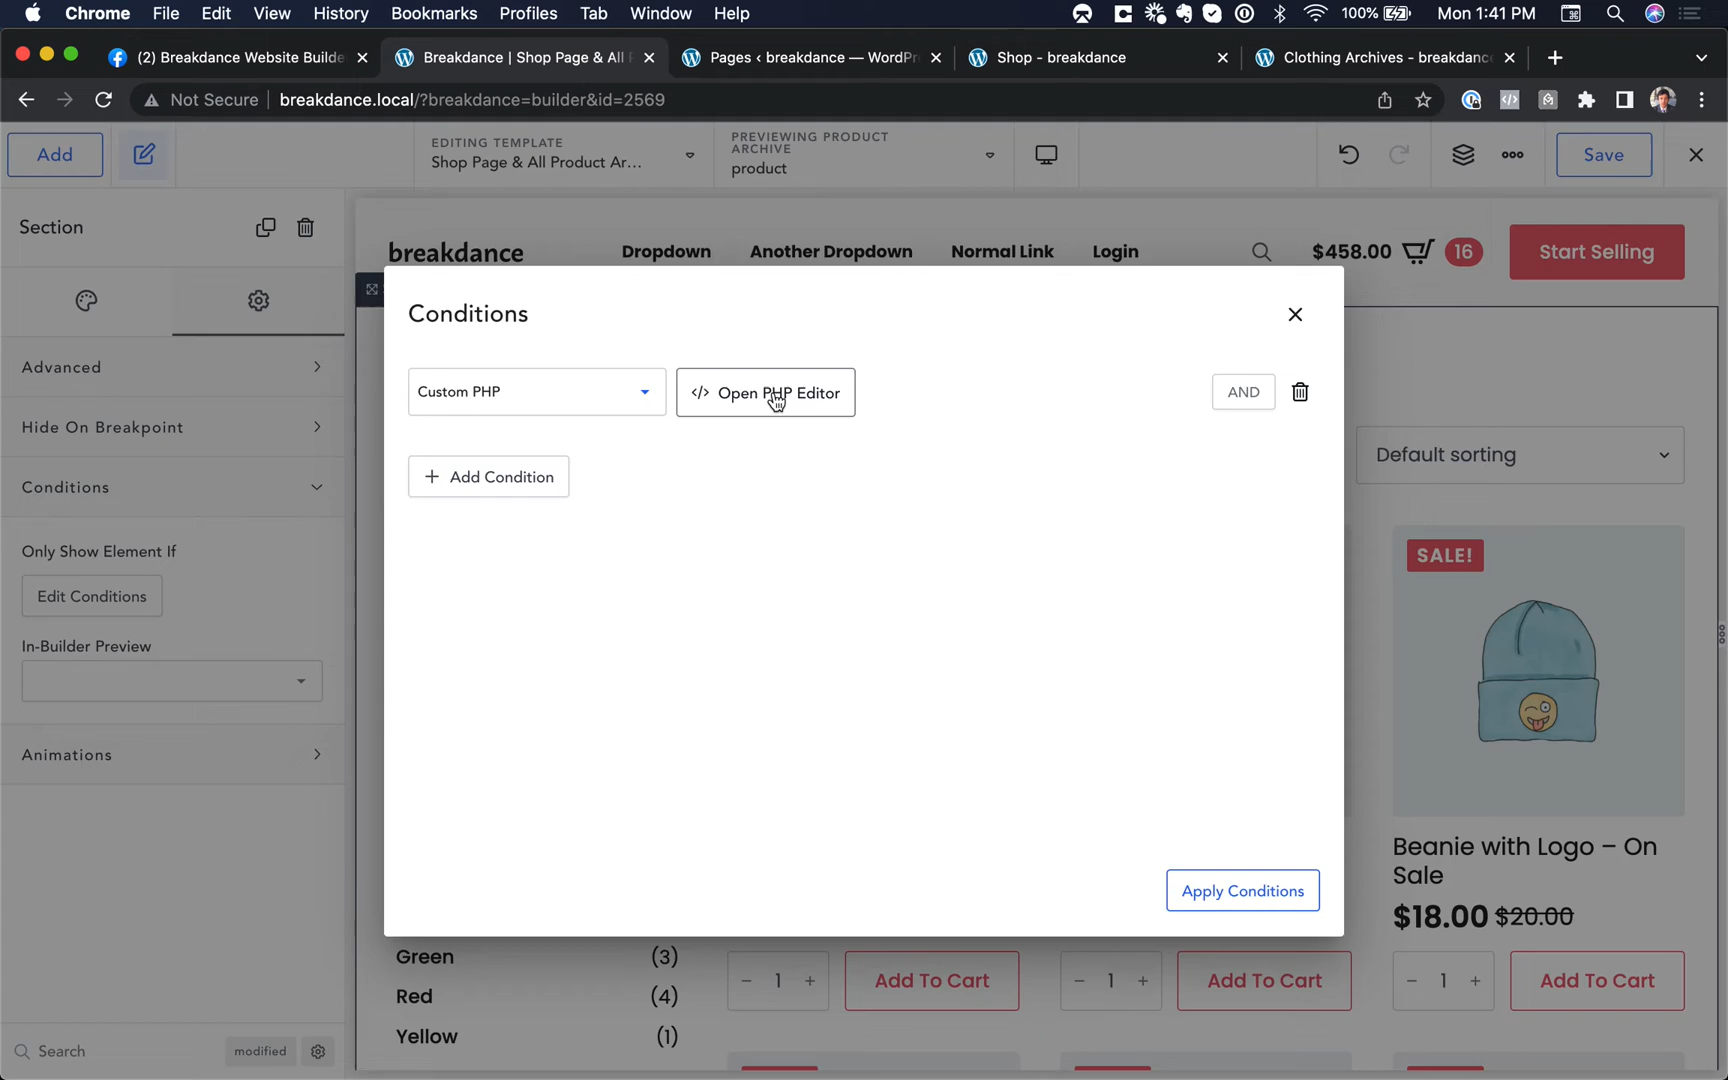 Chrome File Edit View History Bookmarks Profiles Tab Window Help 100% Mon 1:41 PM
(2) Breakdance Website Builde
Breakdance | Shop Page & All P
Pages ‹ breakdance — WordPr
Shop - breakdance
Clothing Archives - breakdance
Not Secure breakdance.local/?breakdance=builder&id=2569
Add
EDITING TEMPLATE
Shop Page & All Product Ar...
PREVIEWING PRODUCT
ARCHIVE
product
Save
Section
Advanced
Hide On Breakpoint
Conditions
Only Show Element If
Edit Conditions
In-Builder Preview
Animations
Search
modified
breakdance
Dropdown
Another Dropdown
Normal Link
Login
$458.00
16
Start Selling
Conditions
Custom PHP
</> Open PHP Editor
AND
+ Add Condition
Apply Conditions
Default sorting
SALE!
Beanie with Logo – On
Sale
$18.00 $20.00
Green (3)
Red (4)
Yellow (1)
− 1 + Add To Cart
− 1 + Add To Cart
− 1 + Add To Cart